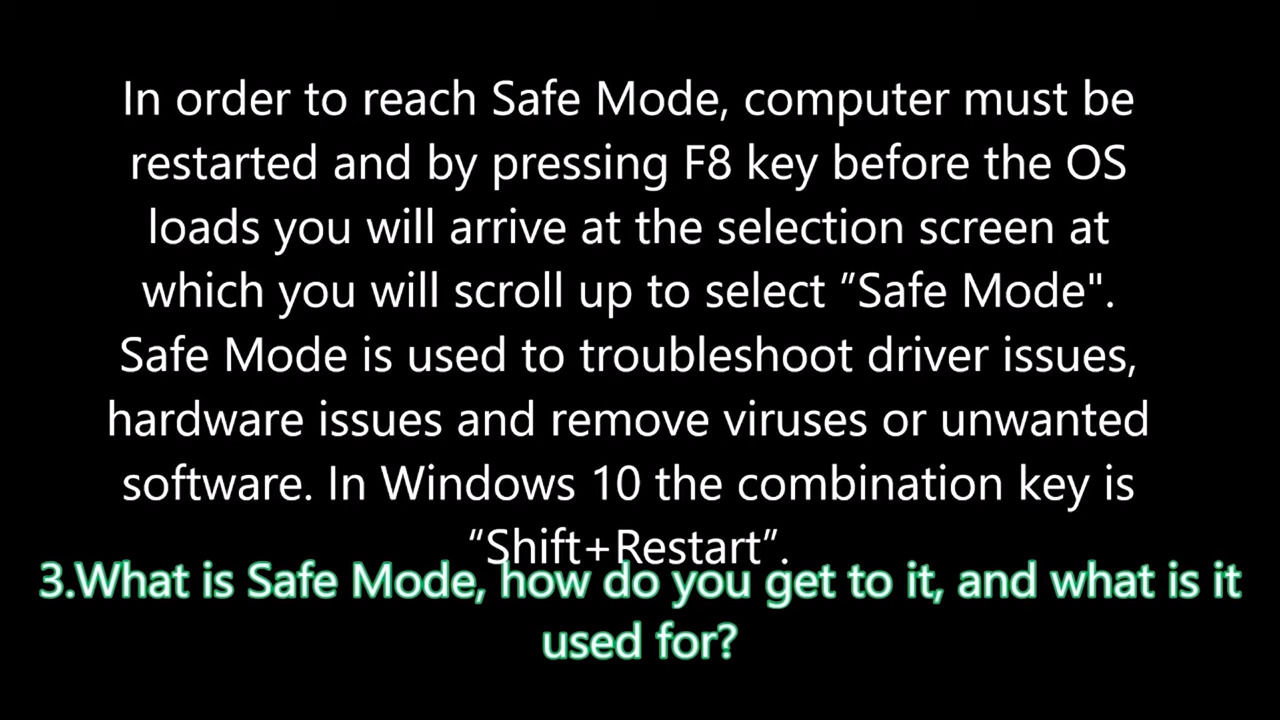 In order to reach Safe Mode, computer must be
restarted and by pressing F8 key before the OS
loads you will arrive at the selection screen at
which you will scroll up to select ”Safe Mode".
Safe Mode is used to troubleshoot driver issues,
hardware issues and remove viruses or unwanted
software. In Windows 10 the combination key is
“Shift+Restart”.
3.What is Safe Mode, how do you get to it, and what is it
used for?